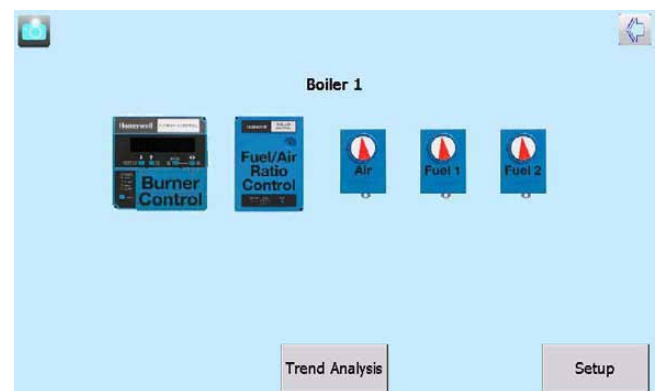 Boiler 1
Honeywell
Burner
Control
Fuel/Air
Ratio
Control
Air
Fuel 1
Fuel 2
Trend Analysis
Setup